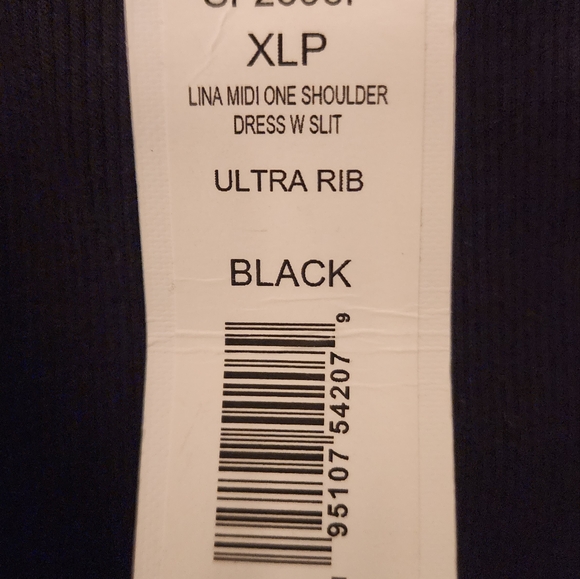 XLP
LINA MIDI ONE SHOULDER
DRESS W SLIT
ULTRA RIB
BLACK
95107 54207 9